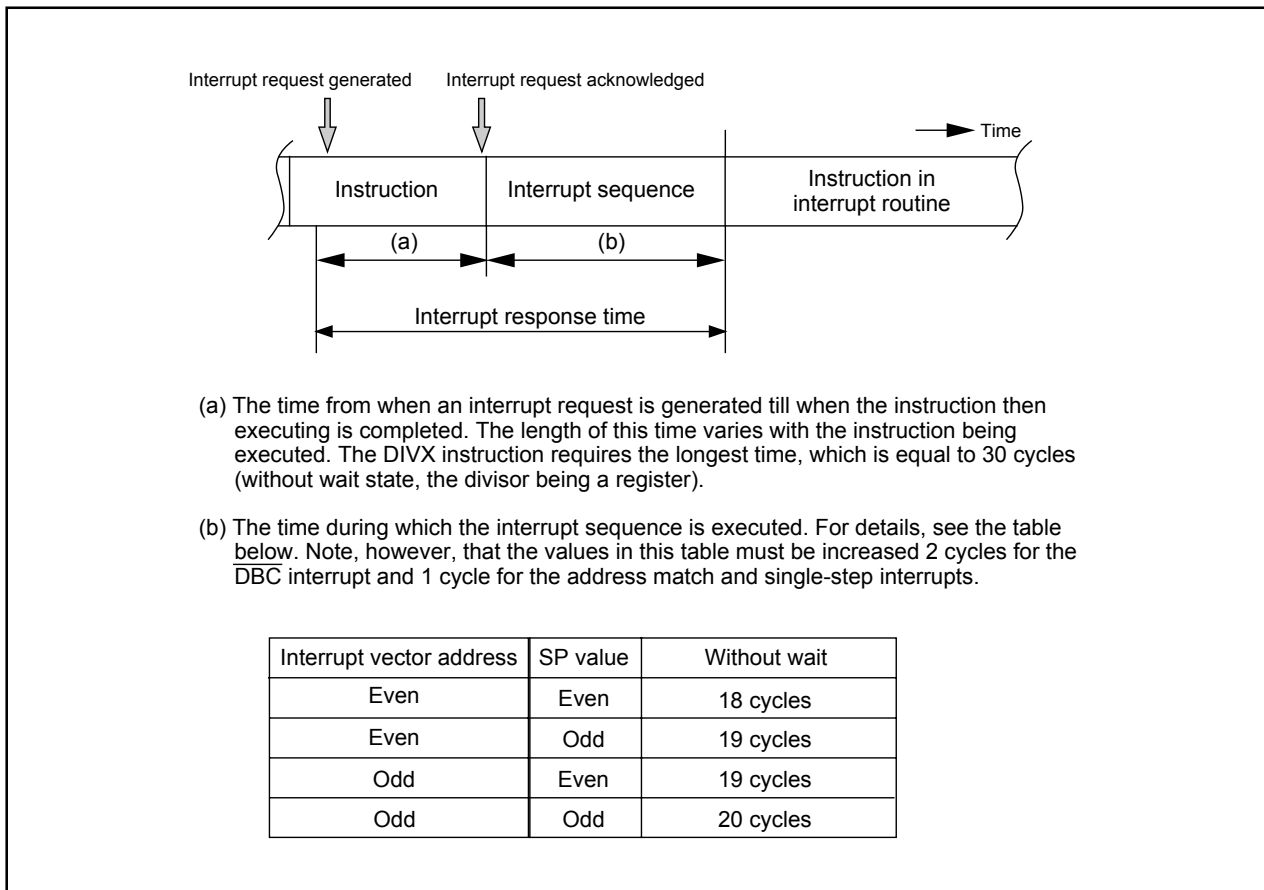 Interrupt request generated
Interrupt request acknowledged
Time
Instruction
Interrupt sequence
Instruction in
interrupt routine
(a)
(b)
Interrupt response time
(a) The time from when an interrupt request is generated till when the instruction then
executing is completed. The length of this time varies with the instruction being
executed. The DIVX instruction requires the longest time, which is equal to 30 cycles
(without wait state, the divisor being a register).
(b) The time during which the interrupt sequence is executed. For details, see the table
below. Note, however, that the values in this table must be increased 2 cycles for the
DBC interrupt and 1 cycle for the address match and single-step interrupts.
Interrupt vector address SP value Without wait
Even Even 18 cycles
Even Odd 19 cycles
Odd Even 19 cycles
Odd Odd 20 cycles